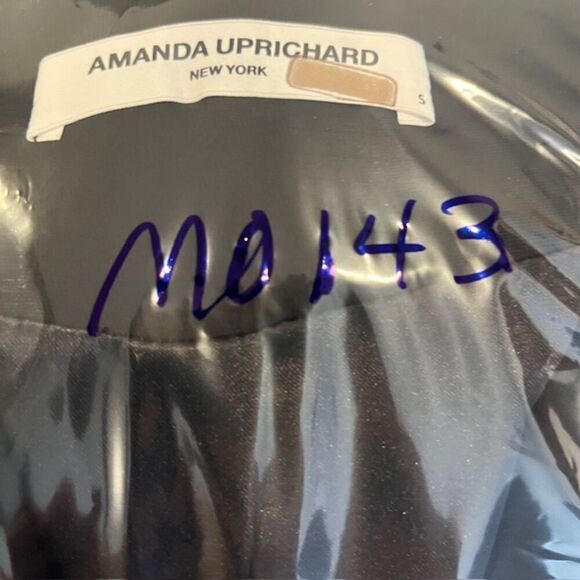 AMANDA UPRICHARD
NEW YORK
S
M0143